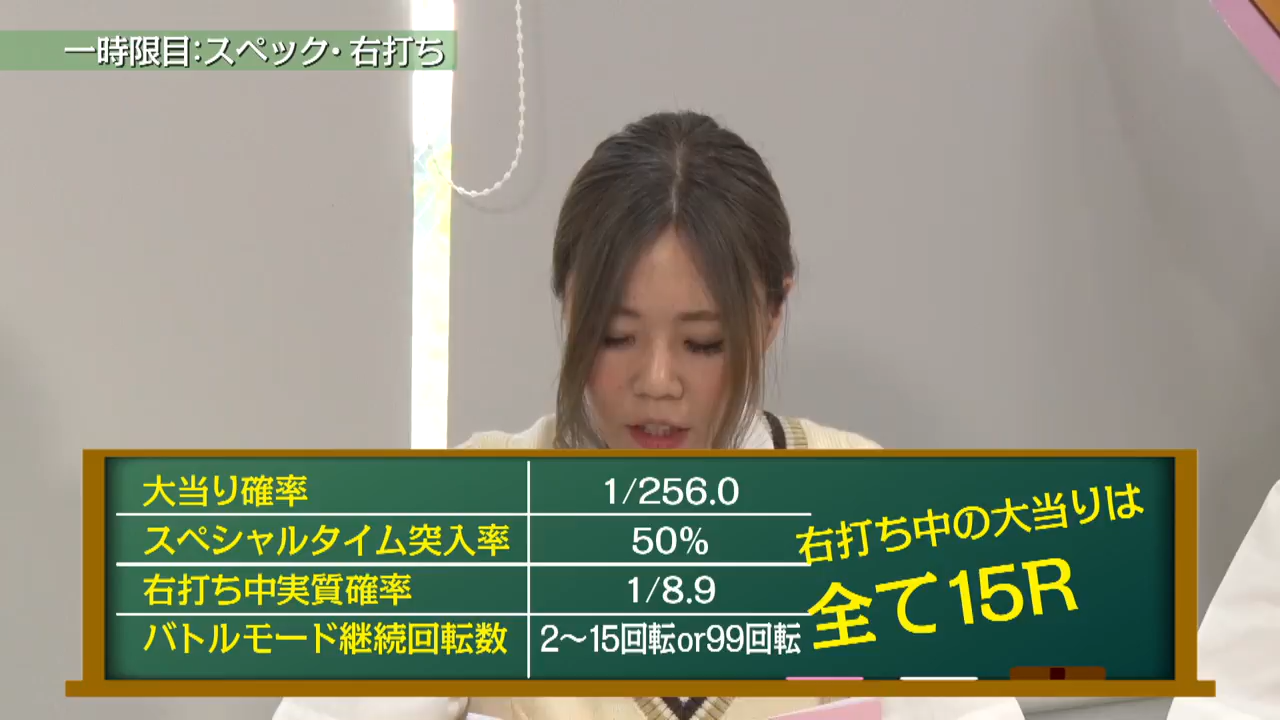 一時限目:スペック・右打ち
大当り確率 1/256.0
スペシャルタイム突入率 50%
右打ち中実質確率 1/8.9
バトルモード継続回転数 2〜15回転or99回転
右打ち中の大当りは
全て15R